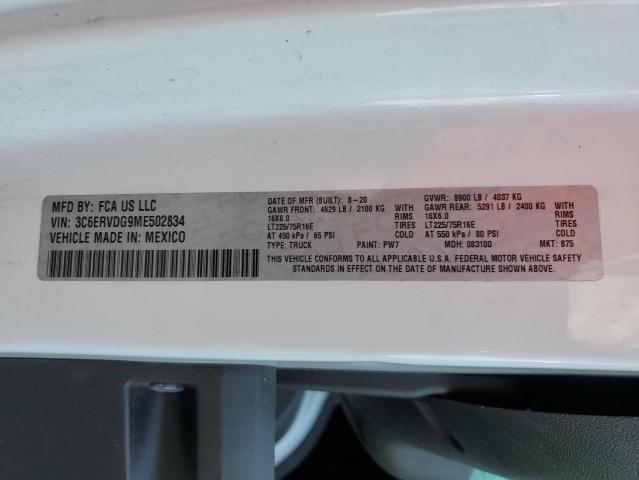 MFD BY: FCA US LLC
VIN: 3C6ERVDG9ME502834
VEHICLE MADE IN: MEXICO
DATE OF MFR (BUILT) 8-20
GAWR FRONT: 4629 LB / 2100 KG WITH
16X6.0 RIMS
LT225/75R16E TIRES
AT 450 kPa / 65 PSI COLD
TYPE: TRUCK PAINT: PW7
GVWR: 8900 LB / 4037 KG
GAWR REAR: 5291 LB / 2400 KG WITH
16X6.0 RIMS
LT225/75R16E TIRES
AT 550 kPa / 80 PSI COLD
MDH: 083100 MKT: 875
THIS VEHICLE CONFORMS TO ALL APPLICABLE U.S.A. FEDERAL MOTOR VEHICLE SAFETY
STANDARDS IN EFFECT ON THE DATE OF MANUFACTURE SHOWN ABOVE.